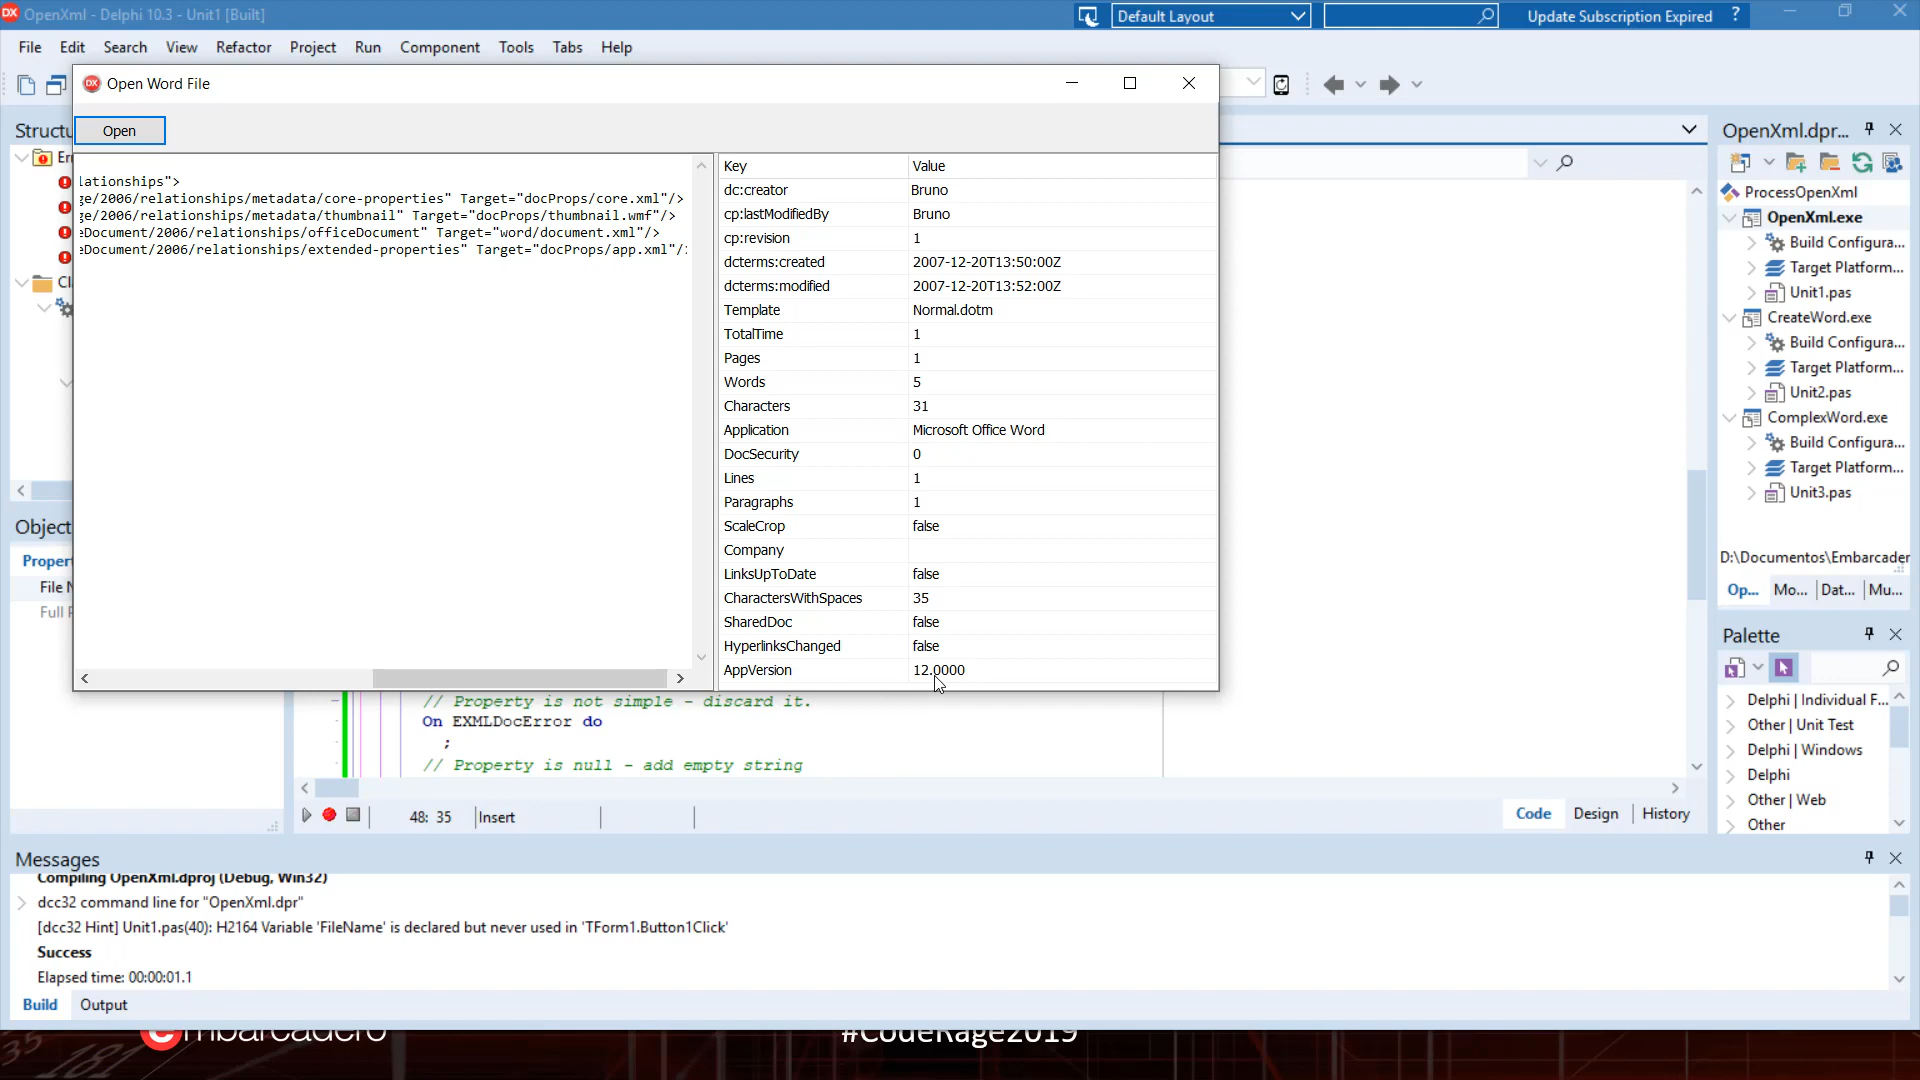 OpenXml - Delphi 10.3 - Unit1 [Built]
Default Layout
Update Subscription Expired ?
File Edit Search View Refactor Project Run Component Tools Tabs Help
Open Word File
Open
lationships">
ge/2006/relationships/metadata/core-properties" Target="docProps/core.xml"/>
ge/2006/relationships/metadata/thumbnail" Target="docProps/thumbnail.wmf"/>
eDocument/2006/relationships/officeDocument" Target="word/document.xml"/>
eDocument/2006/relationships/extended-properties" Target="docProps/app.xml"/
Key Value
dc:creator Bruno
cp:lastModifiedBy Bruno
cp:revision 1
dcterms:created 2007-12-20T13:50:00Z
dcterms:modified 2007-12-20T13:52:00Z
Template Normal.dotm
TotalTime 1
Pages 1
Words 5
Characters 31
Application Microsoft Office Word
DocSecurity 0
Lines 1
Paragraphs 1
ScaleCrop false
Company
LinksUpToDate false
CharactersWithSpaces 35
SharedDoc false
HyperlinksChanged false
AppVersion 12.0000
Structu
Er
Cl
Object
Proper
File N
Full P
// Property is not simple - discard it.
On EXMLDocError do
;
// Property is null - add empty string
48: 35 Insert
Code Design History
OpenXml.dpr...
ProcessOpenXml
OpenXml.exe
Build Configura...
Target Platform...
Unit1.pas
CreateWord.exe
Build Configura...
Target Platform...
Unit2.pas
ComplexWord.exe
Build Configura...
Target Platform...
Unit3.pas
D:\Documentos\Embarcader
Op... Mo... Dat... Mu...
Palette
Delphi | Individual F...
Other | Unit Test
Delphi | Windows
Delphi
Other | Web
Other
Messages
Compiling OpenXml.dproj (Debug, Win32)
dcc32 command line for "OpenXml.dpr"
[dcc32 Hint] Unit1.pas(40): H2164 Variable 'FileName' is declared but never used in 'TForm1.Button1Click'
Success
Elapsed time: 00:00:01.1
Build Output
embarcadero
#CodeRage2019
35 181